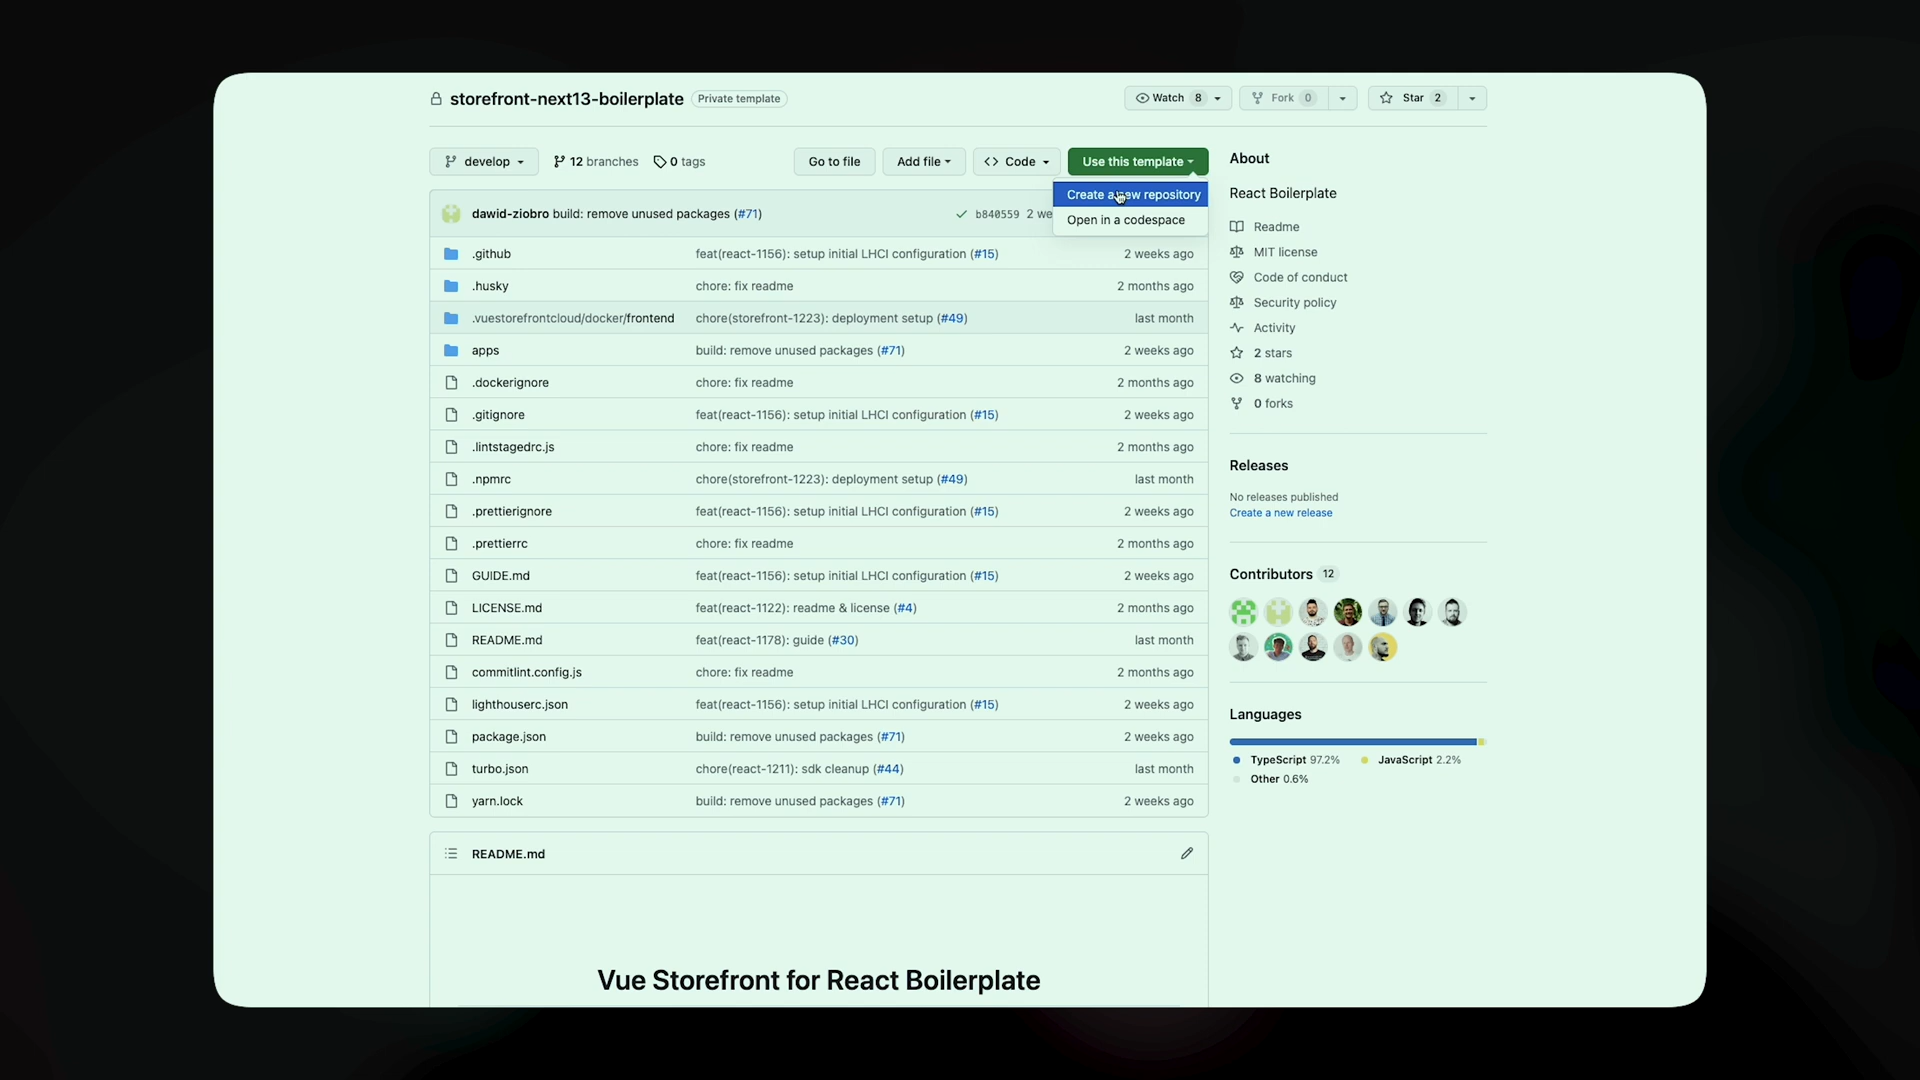 storefront-next13-boilerplate Private template Watch 8 Fork 0 Star 2
develop 12 branches 0 tags Go to file Add file Code Use this template
Create a new repository
Open in a codespace
dawid-ziobro build: remove unused packages (#71) b840559 2 we
.github feat(react-1156): setup initial LHCI configuration (#15) 2 weeks ago
.husky chore: fix readme 2 months ago
.vuestorefrontcloud/docker/frontend chore(storefront-1223): deployment setup (#49) last month
apps build: remove unused packages (#71) 2 weeks ago
.dockerignore chore: fix readme 2 months ago
.gitignore feat(react-1156): setup initial LHCI configuration (#15) 2 weeks ago
.lintstagedrc.js chore: fix readme 2 months ago
.npmrc chore(storefront-1223): deployment setup (#49) last month
.prettierignore feat(react-1156): setup initial LHCI configuration (#15) 2 weeks ago
.prettierrc chore: fix readme 2 months ago
GUIDE.md feat(react-1156): setup initial LHCI configuration (#15) 2 weeks ago
LICENSE.md feat(react-1122): readme & license (#4) 2 months ago
README.md feat(react-1178): guide (#30) last month
commitlint.config.js chore: fix readme 2 months ago
lighthouserc.json feat(react-1156): setup initial LHCI configuration (#15) 2 weeks ago
package.json build: remove unused packages (#71) 2 weeks ago
turbo.json chore(react-1211): sdk cleanup (#44) last month
yarn.lock build: remove unused packages (#71) 2 weeks ago
README.md
Vue Storefront for React Boilerplate
About
React Boilerplate
Readme
MIT license
Code of conduct
Security policy
Activity
2 stars
8 watching
0 forks
Releases
No releases published
Create a new release
Contributors 12
Languages
TypeScript 97.2% JavaScript 2.2%
Other 0.6%